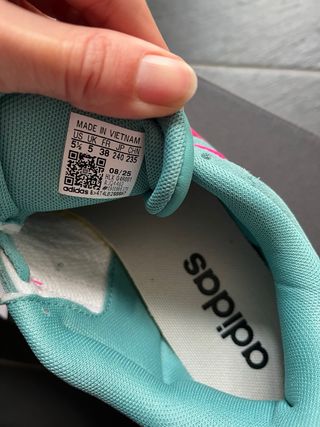 MADE IN VIETNAM
US UK FR JP CHN
5½ 5 38 240 235
08/25
adidas
adidas